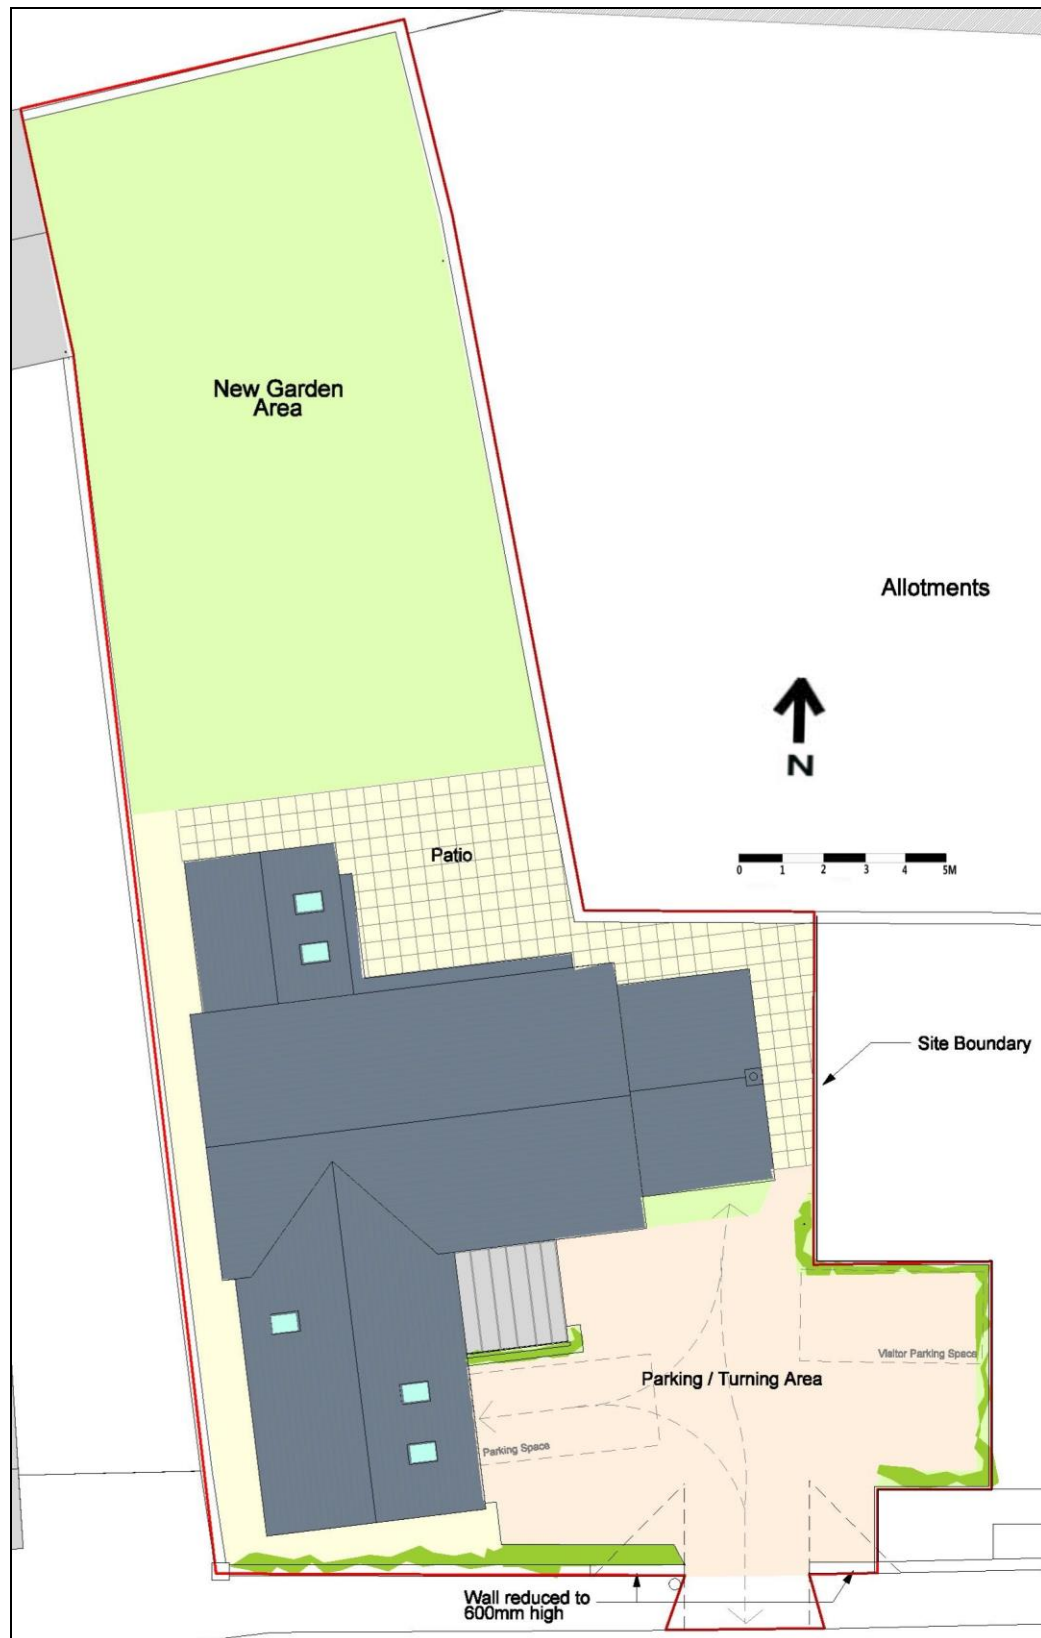 New Garden
Area
Allotments
N
0 1 2 3 4 5M
Patio
Site Boundary
Visitor Parking Space
Parking / Turning Area
Parking Space
Wall reduced to
600mm high